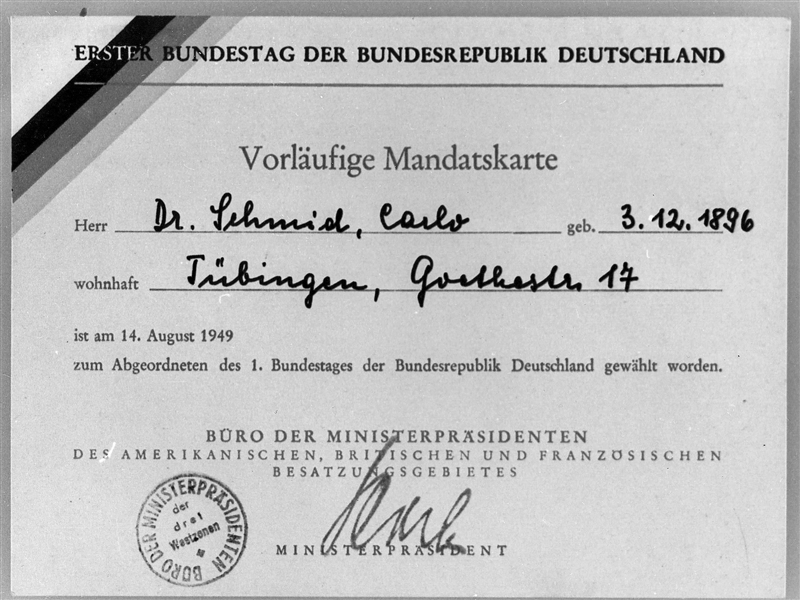 ERSTER BUNDESTAG DER BUNDESREPUBLIK DEUTSCHLAND
Vorläufige Mandatskarte
Herr Dr. Schmid, Carlo geb. 3.12.1896
wohnhaft Tübingen, Goethestr. 17
ist am 14. August 1949
zum Abgeordneten des 1. Bundestages der Bundesrepublik Deutschland gewählt worden.
BÜRO DER MINISTERPRÄSIDENTEN
DES AMERIKANISCHEN, BRITISCHEN UND FRANZÖSISCHEN
BESATZUNGSGEBIETES
MINISTERPRÄSIDENT
BÜRO DER MINISTERPRÄSIDENTEN
der
drei
Westzonen